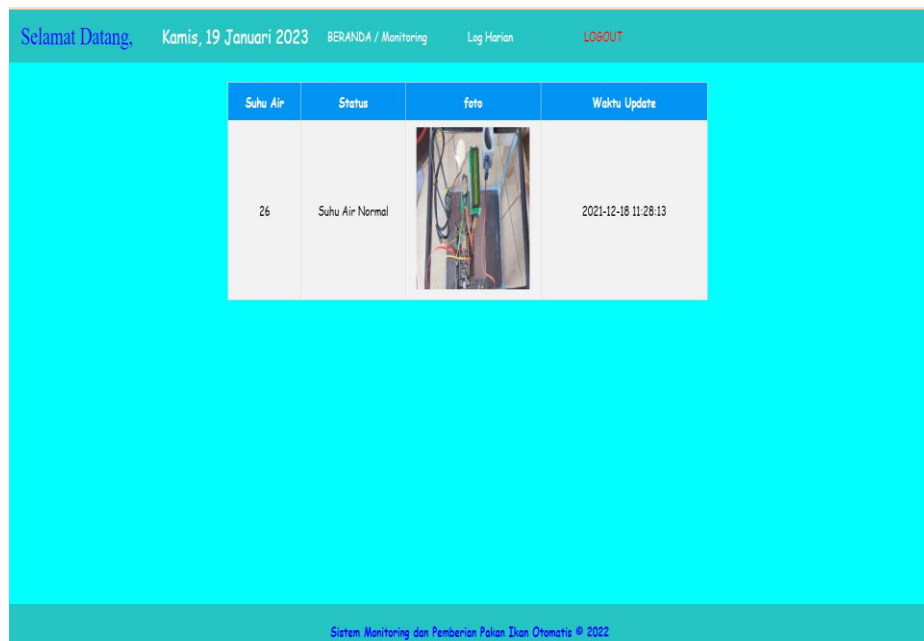 Selamat Datang, Kamis, 19 Januari 2023 BERANDA / Monitoring Log Harian LOGOUT
Suhu Air Status foto Waktu Update
26 Suhu Air Normal 2021-12-18 11:28:13
Sistem Monitoring dan Pemberian Pakan Ikan Otomatis © 2022